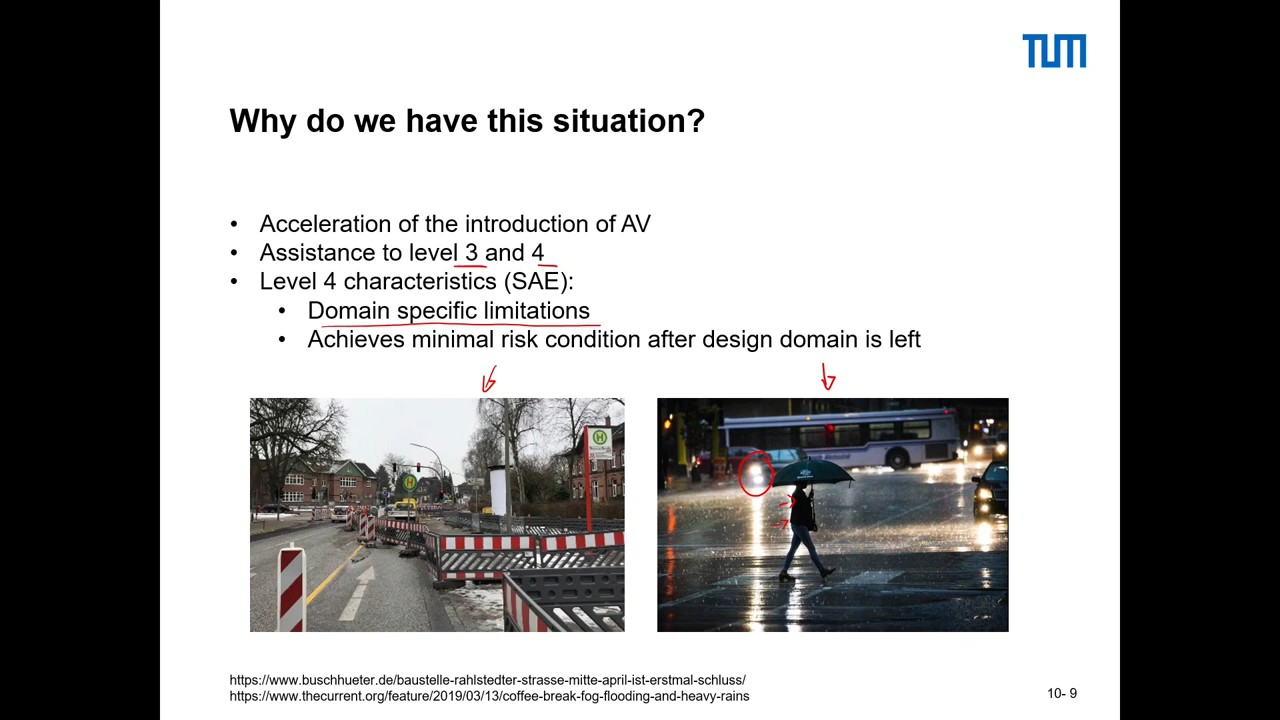 TUM
Why do we have this situation?
• Acceleration of the introduction of AV
• Assistance to level 3 and 4
• Level 4 characteristics (SAE):
• Domain specific limitations
• Achieves minimal risk condition after design domain is left
H
H
https://www.buschhueter.de/baustelle-rahlstedter-strasse-mitte-april-ist-erstmal-schluss/
https://www.thecurrent.org/feature/2019/03/13/coffee-break-fog-flooding-and-heavy-rains
10- 9